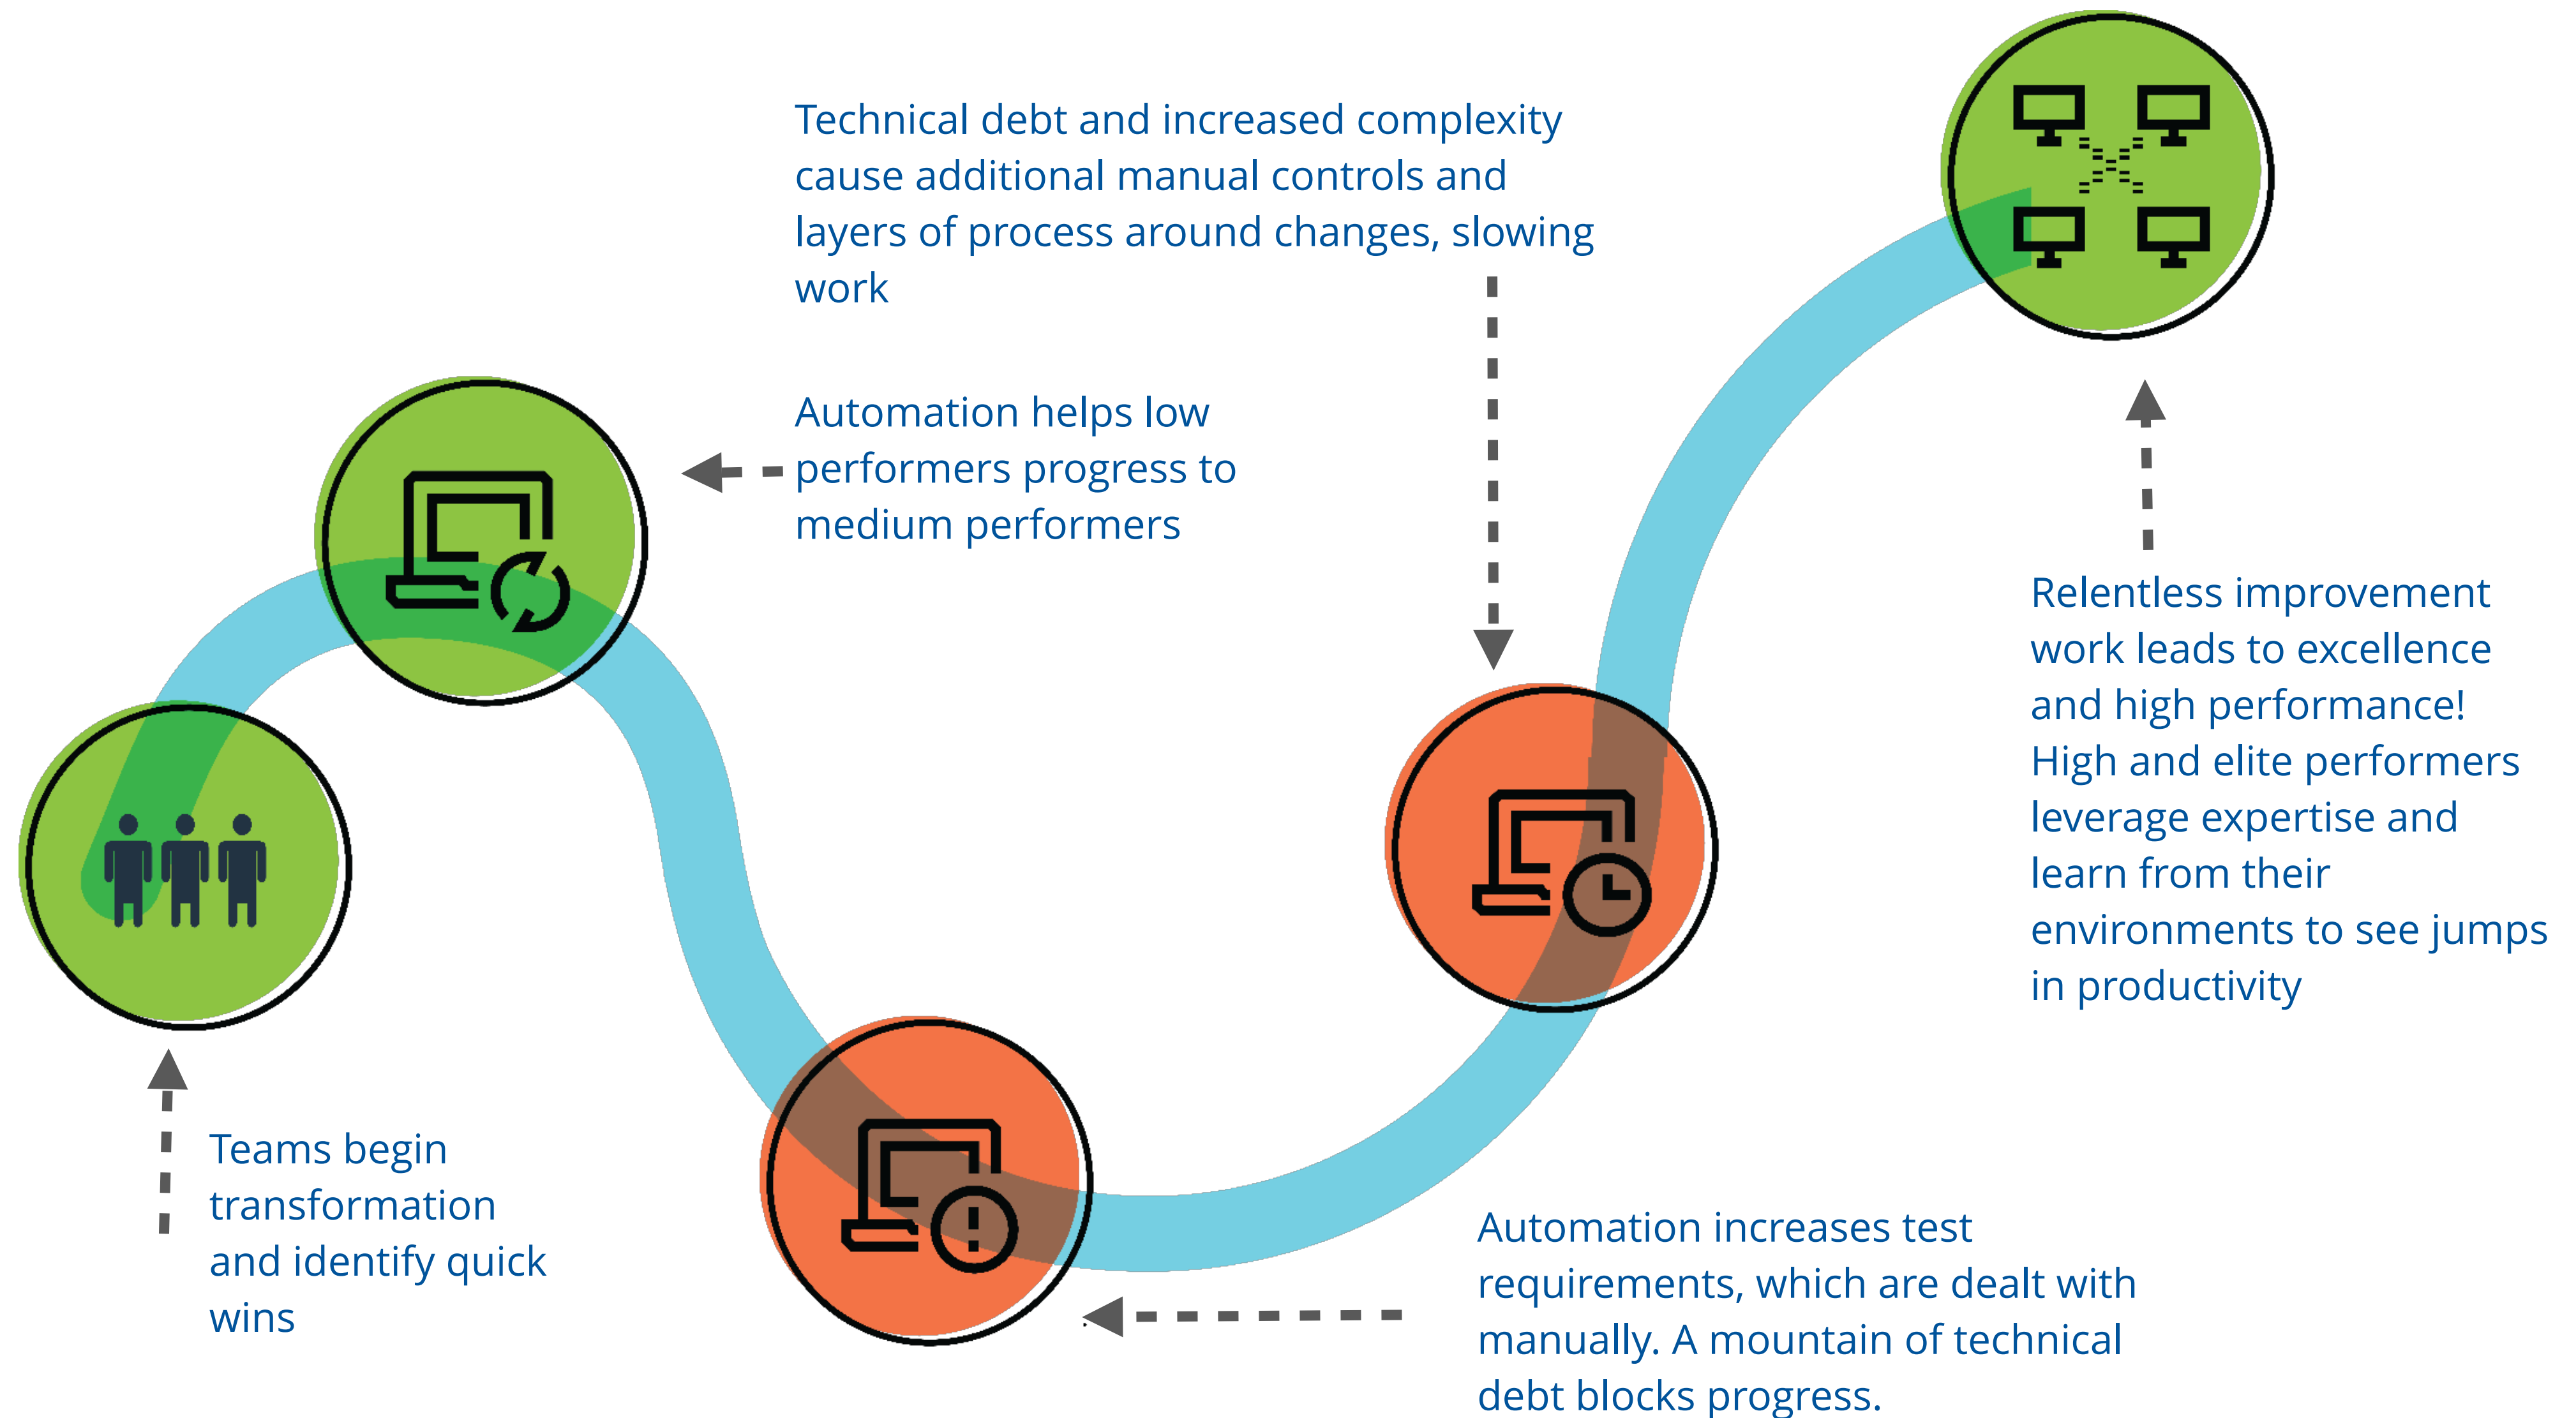 Technical debt and increased complexity
cause additional manual controls and
layers of process around changes, slowing
work
Automation helps low
performers progress to
medium performers
Relentless improvement
work leads to excellence
and high performance!
High and elite performers
leverage expertise and
learn from their
environments to see jumps
in productivity
Teams begin
transformation
and identify quick
wins
Automation increases test
requirements, which are dealt with
manually. A mountain of technical
debt blocks progress.